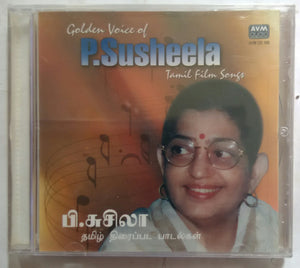 Golden Voice of
AVM
P.Susheela
Tamil Film Songs
பி.சுசிலா
தமிழ் திரைப்பட பாடல்கள்